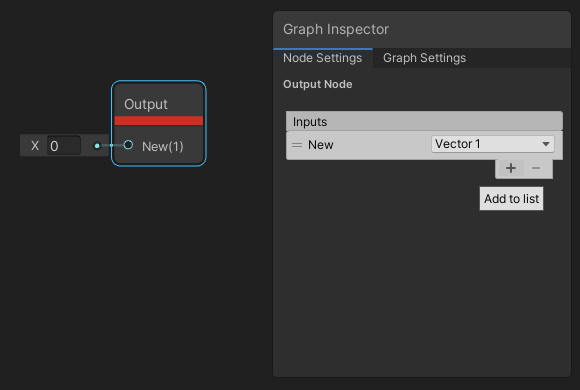 Graph Inspector
Node Settings
Graph Settings
Output Node
Inputs
New
Vector 1
+ −
Add to list
Output
X 0
New(1)